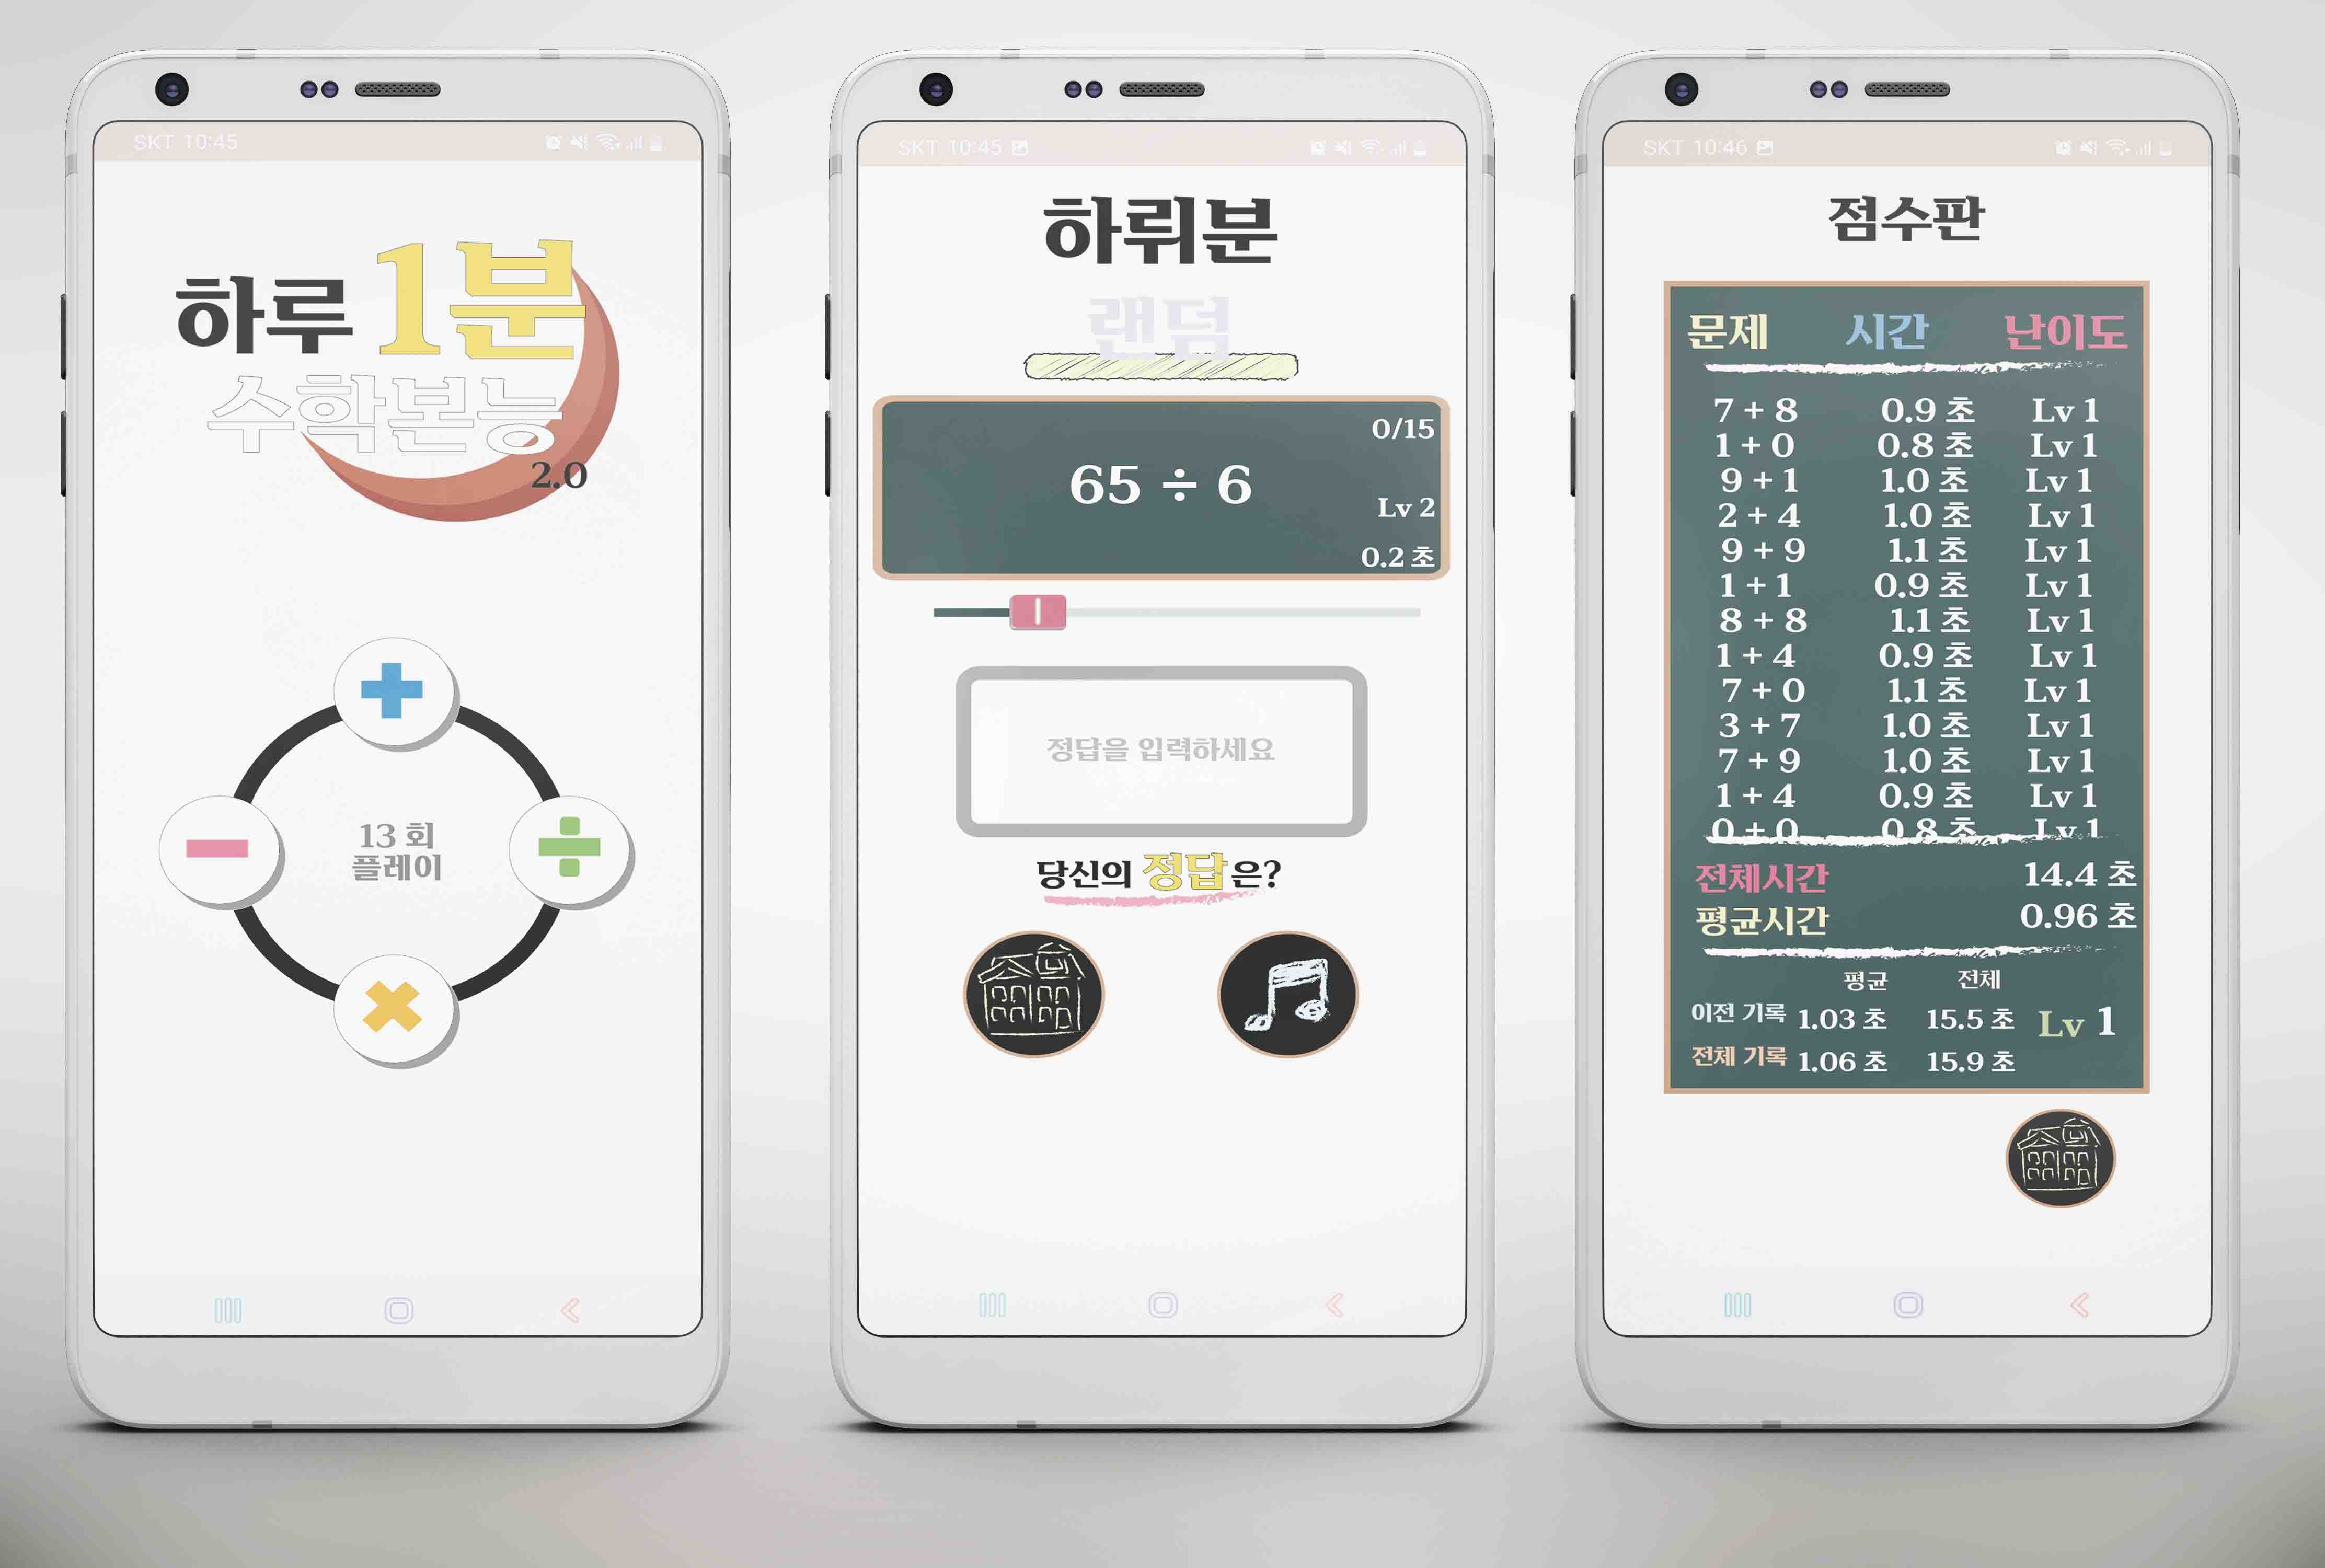 SKT 10:45
하루 1분
수학본능
2.0
13 회
플레이
SKT 10:45
하뤼분
랜덤
0/15
65 ÷ 6
Lv 2
0.2 초
정답을 입력하세요
당신의 정답은?
SKT 10:46
점수판
문제 시간 난이도
7 + 8 0.9 초 Lv 1
1 + 0 0.8 초 Lv 1
9 + 1 1.0 초 Lv 1
2 + 4 1.0 초 Lv 1
9 + 9 1.1 초 Lv 1
1 + 1 0.9 초 Lv 1
8 + 8 1.1 초 Lv 1
1 + 4 0.9 초 Lv 1
7 + 0 1.1 초 Lv 1
3 + 7 1.0 초 Lv 1
7 + 9 1.0 초 Lv 1
1 + 4 0.9 초 Lv 1
0 + 0 0.8 초 Lv 1
전체시간 14.4 초
평균시간 0.96 초
평균 전체
이전 기록 1.03 초 15.5 초 Lv 1
전체 기록 1.06 초 15.9 초